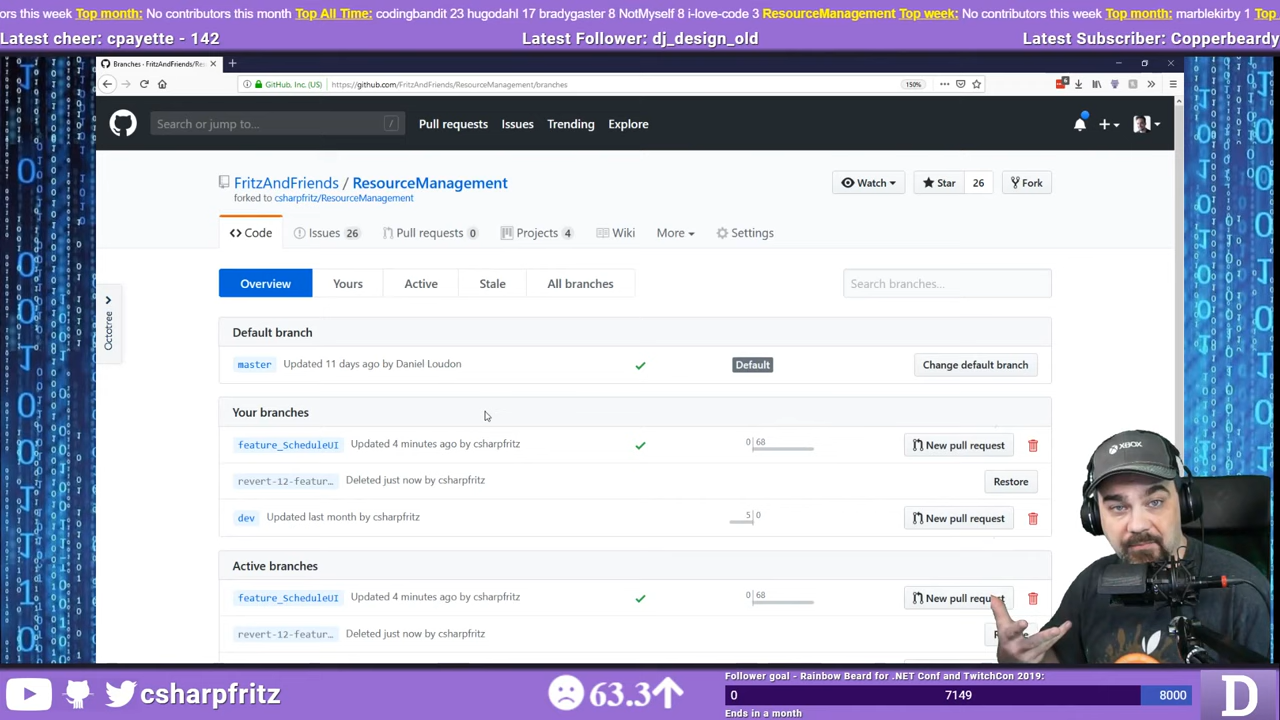 ors this week Top month: No contributors this month Top All Time: codingbandit 23 hugodahl 17 bradygaster 8 NotMyself 8 i-love-code 3 ResourceManagement Top week: No contributors this week Top month: marblekirby 1 Top
Latest cheer: cpayette - 142 Latest Follower: dj_design_old Latest Subscriber: Copperbeardy
Branches · FritzAndFriends/Res
GitHub, Inc. (US) https://github.com/FritzAndFriends/ResourceManagement/branches 150%
Search or jump to... / Pull requests Issues Trending Explore
FritzAndFriends / ResourceManagement Watch Star 26 Fork
forked to csharpfritz/ResourceManagement
Code Issues 26 Pull requests 0 Projects 4 Wiki More Settings
Octotree
Overview Yours Active Stale All branches Search branches...
Default branch
master Updated 11 days ago by Daniel Loudon Default Change default branch
Your branches
feature_ScheduleUI Updated 4 minutes ago by csharpfritz 0 68 New pull request
revert-12-featur… Deleted just now by csharpfritz Restore
dev Updated last month by csharpfritz 5 0 New pull request
Active branches
feature_ScheduleUI Updated 4 minutes ago by csharpfritz 0 68 New pull request
revert-12-featur… Deleted just now by csharpfritz
XBOX
csharpfritz 63.3
Follower goal - Rainbow Beard for .NET Conf and TwitchCon 2019:
0 7149 8000
Ends in a month
D